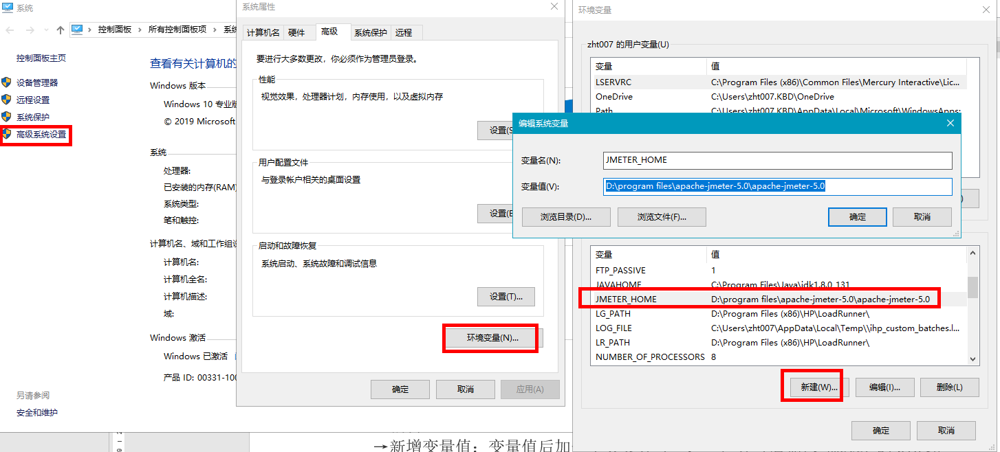 系统
控制面板 › 所有控制面板项 › 系统
控制面板主页
设备管理器
远程设置
系统保护
高级系统设置
另请参阅
安全和维护
查看有关计算机的
Windows 版本
Windows 10 专业版
© 2019 Microsoft
系统
处理器:
已安装的内存(RAM)
系统类型:
笔和触控:
计算机名、域和工作组设
计算机名:
计算机全名:
计算机描述:
域:
Windows 激活
Windows 已激活
产品 ID: 00331-100
系统属性
计算机名 硬件 高级 系统保护 远程
要进行大多数更改，你必须作为管理员登录。
性能
视觉效果，处理器计划，内存使用，以及虚拟内存
设置(S
用户配置文件
与登录帐户相关的桌面设置
设置(E
启动和故障恢复
系统启动、系统故障和调试信息
设置(T)...
环境变量(N)...
确定 取消 应用(A)
环境变量
zht007 的用户变量(U)
变量 值
LSERVRC C:\Program Files (x86)\Common Files\Mercury Interactive\Lic...
OneDrive C:\Users\zht007.KBD\OneDrive
Path C:\Users\zht007.KBD\AppData\Local\Microsoft\WindowsApps;
编辑系统变量
变量名(N): JMETER_HOME
变量值(V): D:\program files\apache-jmeter-5.0\apache-jmeter-5.0
浏览目录(D)... 浏览文件(F)... 确定 取消
变量 值
FTP_PASSIVE 1
JAVAHOME C:\Program Files\Java\jdk1.8.0_131
JMETER_HOME D:\program files\apache-jmeter-5.0\apache-jmeter-5.0
LG_PATH D:\Program Files (x86)\HP\LoadRunner\
LOG_FILE C:\Users\zht007\AppData\Local\Temp\\ihp_custom_batches.l...
LR_PATH D:\Program Files (x86)\HP\LoadRunner\
NUMBER_OF_PROCESSORS 8
新建(W)... 编辑(I)... 删除(L)
确定 取消
→新增变量值：变量值后加